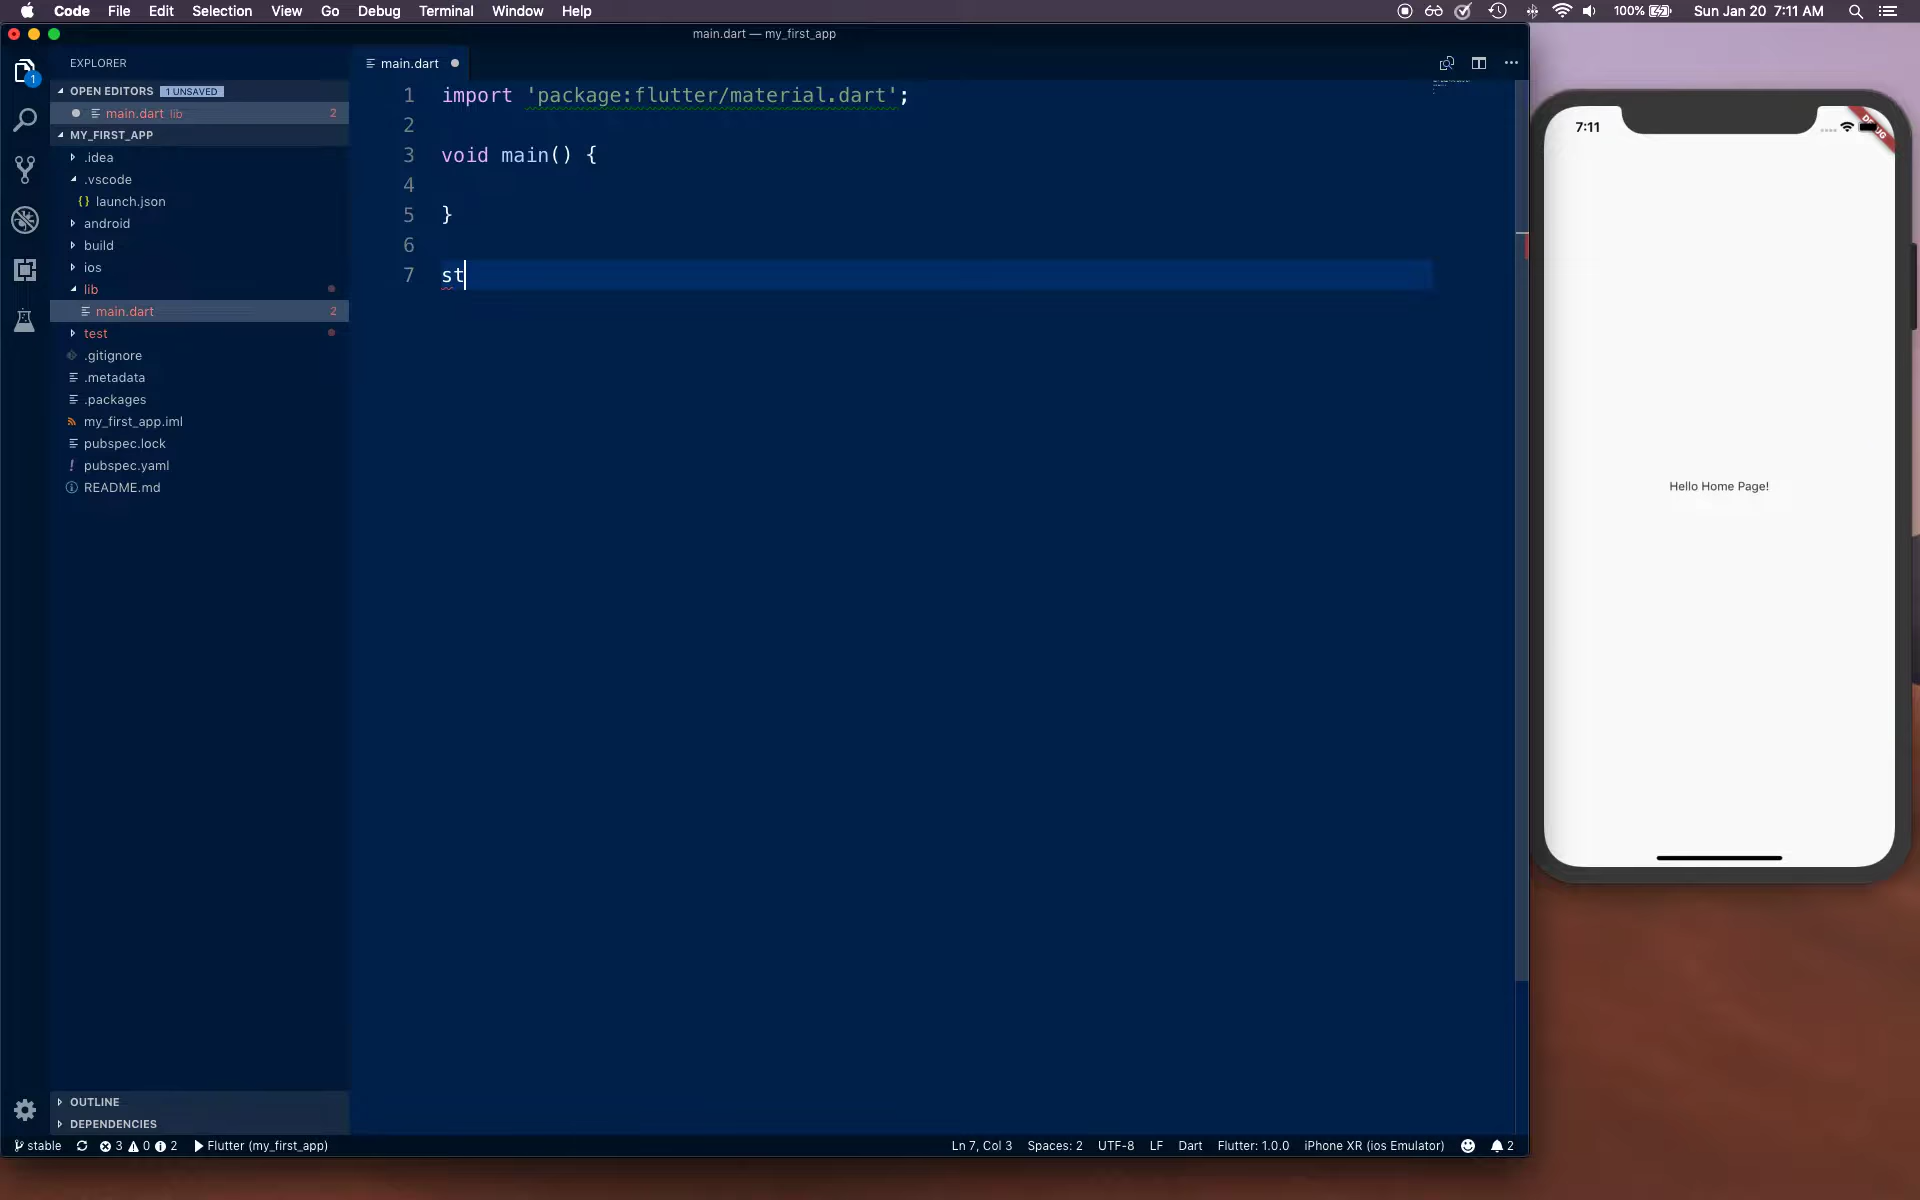 Code File Edit Selection View Go Debug Terminal Window Help
100% Sun Jan 20 7:11 AM
main.dart — my_first_app
EXPLORER
OPEN EDITORS 1 UNSAVED
main.dart lib 2
MY_FIRST_APP
.idea
.vscode
{} launch.json
android
build
ios
lib
main.dart 2
test
.gitignore
.metadata
.packages
my_first_app.iml
pubspec.lock
! pubspec.yaml
README.md
OUTLINE
DEPENDENCIES
1
main.dart
1 import 'package:flutter/material.dart';
2
3 void main() {
4
5 }
6
7 st
7:11
DEBUG
Hello Home Page!
stable 3 0 2 Flutter (my_first_app)
Ln 7, Col 3 Spaces: 2 UTF-8 LF Dart Flutter: 1.0.0 iPhone XR (ios Emulator) 2